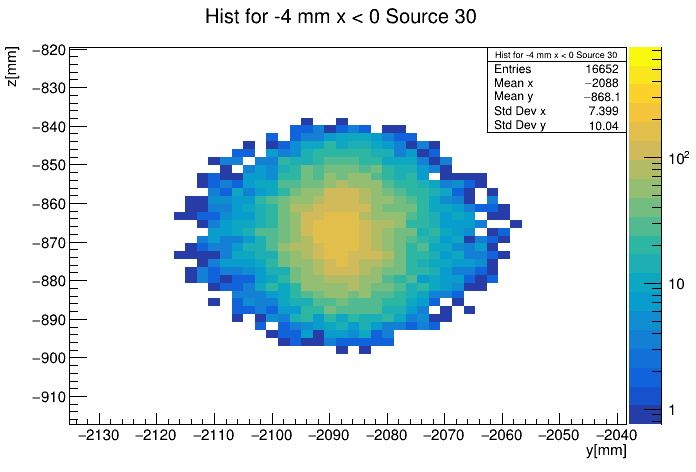 Hist for -4 mm x < 0 Source 30
z[mm]
−820
−830
−840
−850
−860
−870
−880
−890
−900
−910
Hist for -4 mm x < 0 Source 30
Entries 16652
Mean x −2088
Mean y −868.1
Std Dev x 7.399
Std Dev y 10.04
10²
10
1
−2130 −2120 −2110 −2100 −2090 −2080 −2070 −2060 −2050 −2040
y[mm]